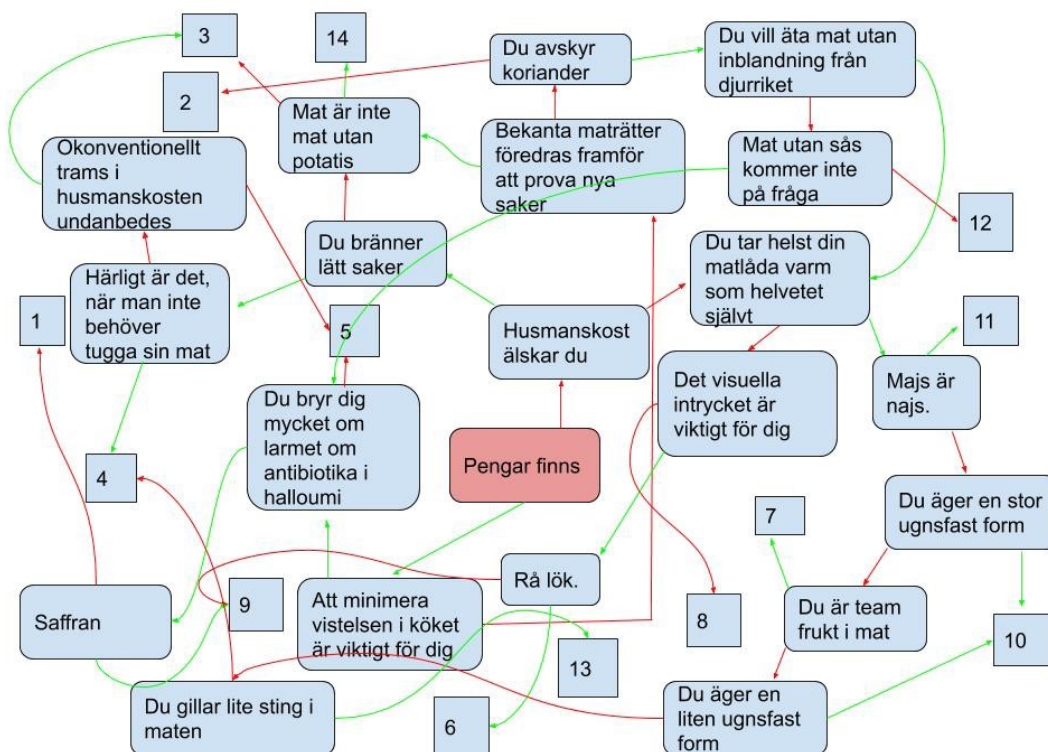 3
14
Du avskyr
koriander
Du vill äta mat utan
inblandning från
djurriket
2
Mat är inte
mat utan
potatis
Bekanta maträtter
föredras framför
att prova nya
saker
Mat utan sås
kommer inte
på fråga
Okonventionellt
trams i
husmanskosten
undanbedes
12
Du bränner
lätt saker
Du tar helst din
matlåda varm
som helvetet
självt
Härligt är det,
när man inte
behöver
tugga sin mat
1
5
Husmanskost
älskar du
11
Det visuella
intrycket är
viktigt för dig
Majs är
najs.
Du bryr dig
mycket om
larmet om
antibiotika i
halloumi
Pengar finns
4
7
Du äger en stor
ugnsfast form
Saffran
9
Att minimera
vistelsen i köket
är viktigt för dig
Rå lök.
8
Du är team
frukt i mat
10
13
Du gillar lite sting i
maten
6
Du äger en
liten ugnsfast
form